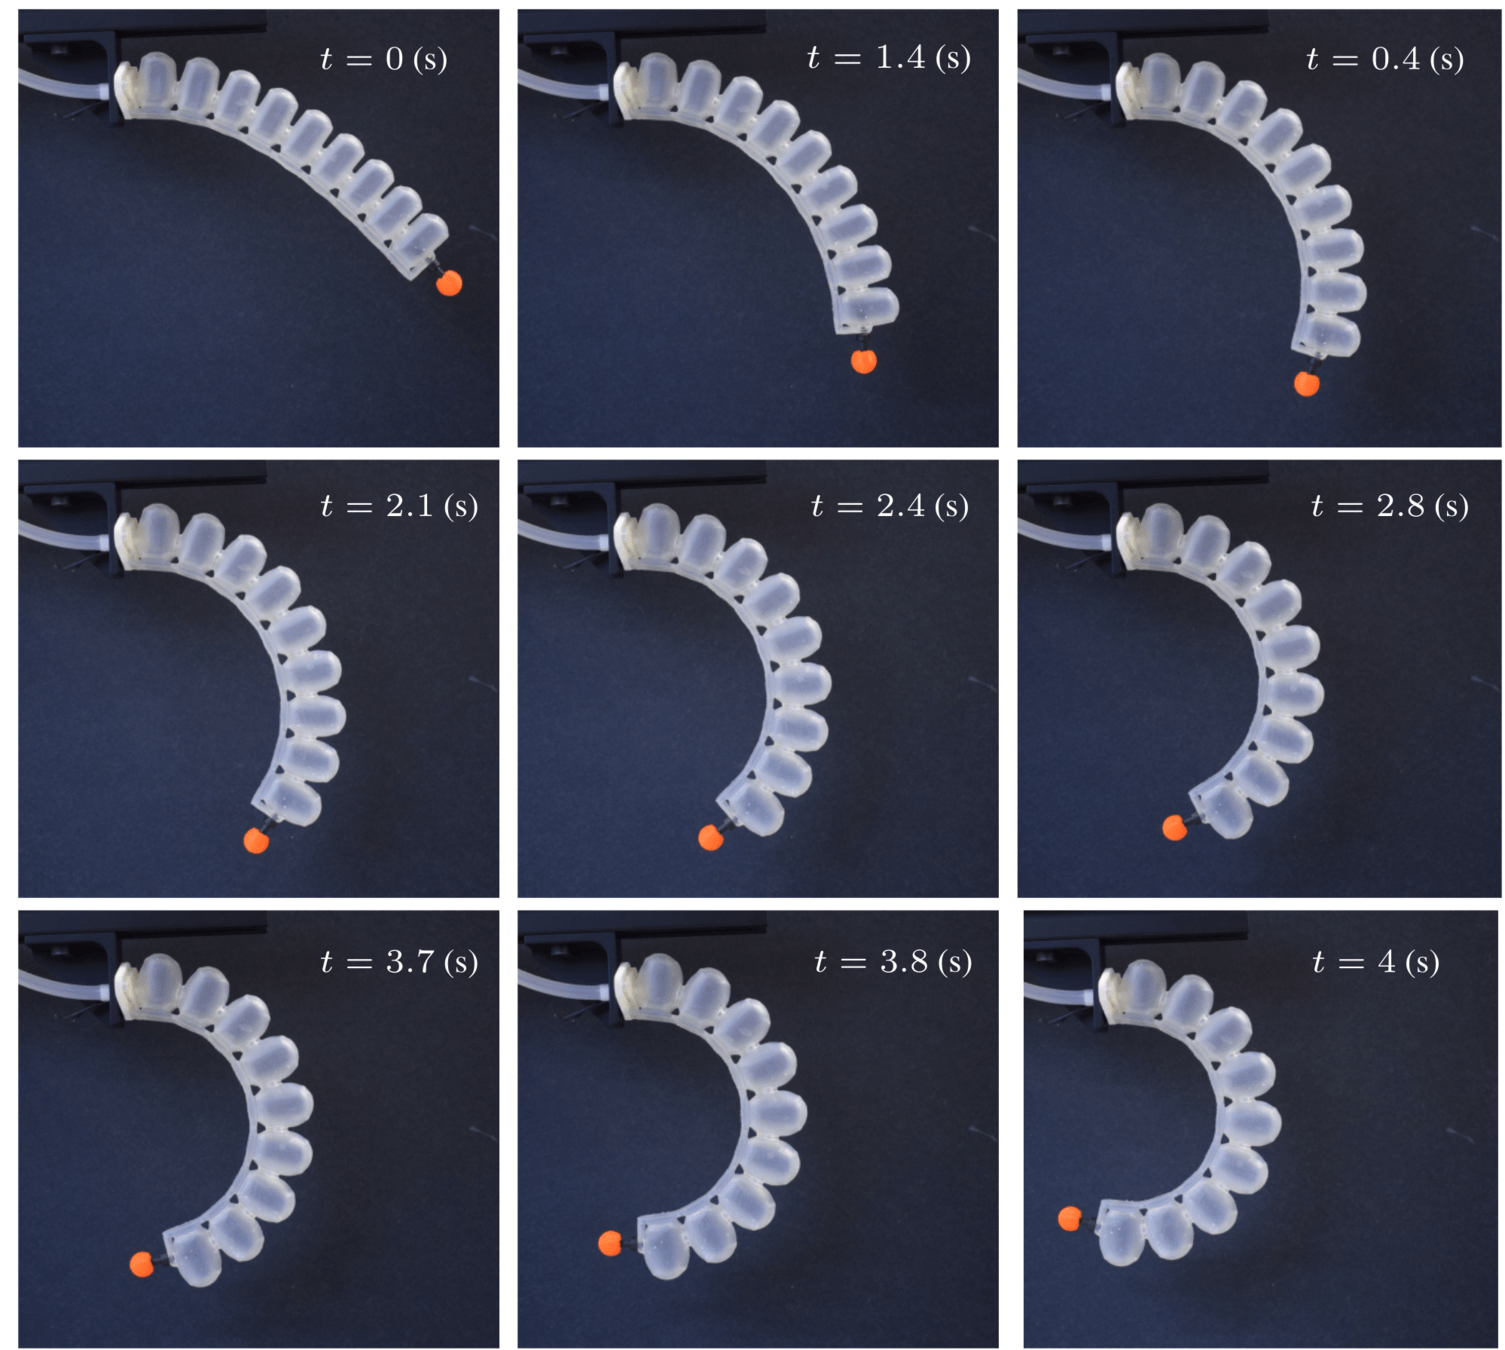 t = 0 (s)
t = 1.4 (s)
t = 0.4 (s)
t = 2.1 (s)
t = 2.4 (s)
t = 2.8 (s)
t = 3.7 (s)
t = 3.8 (s)
t = 4 (s)